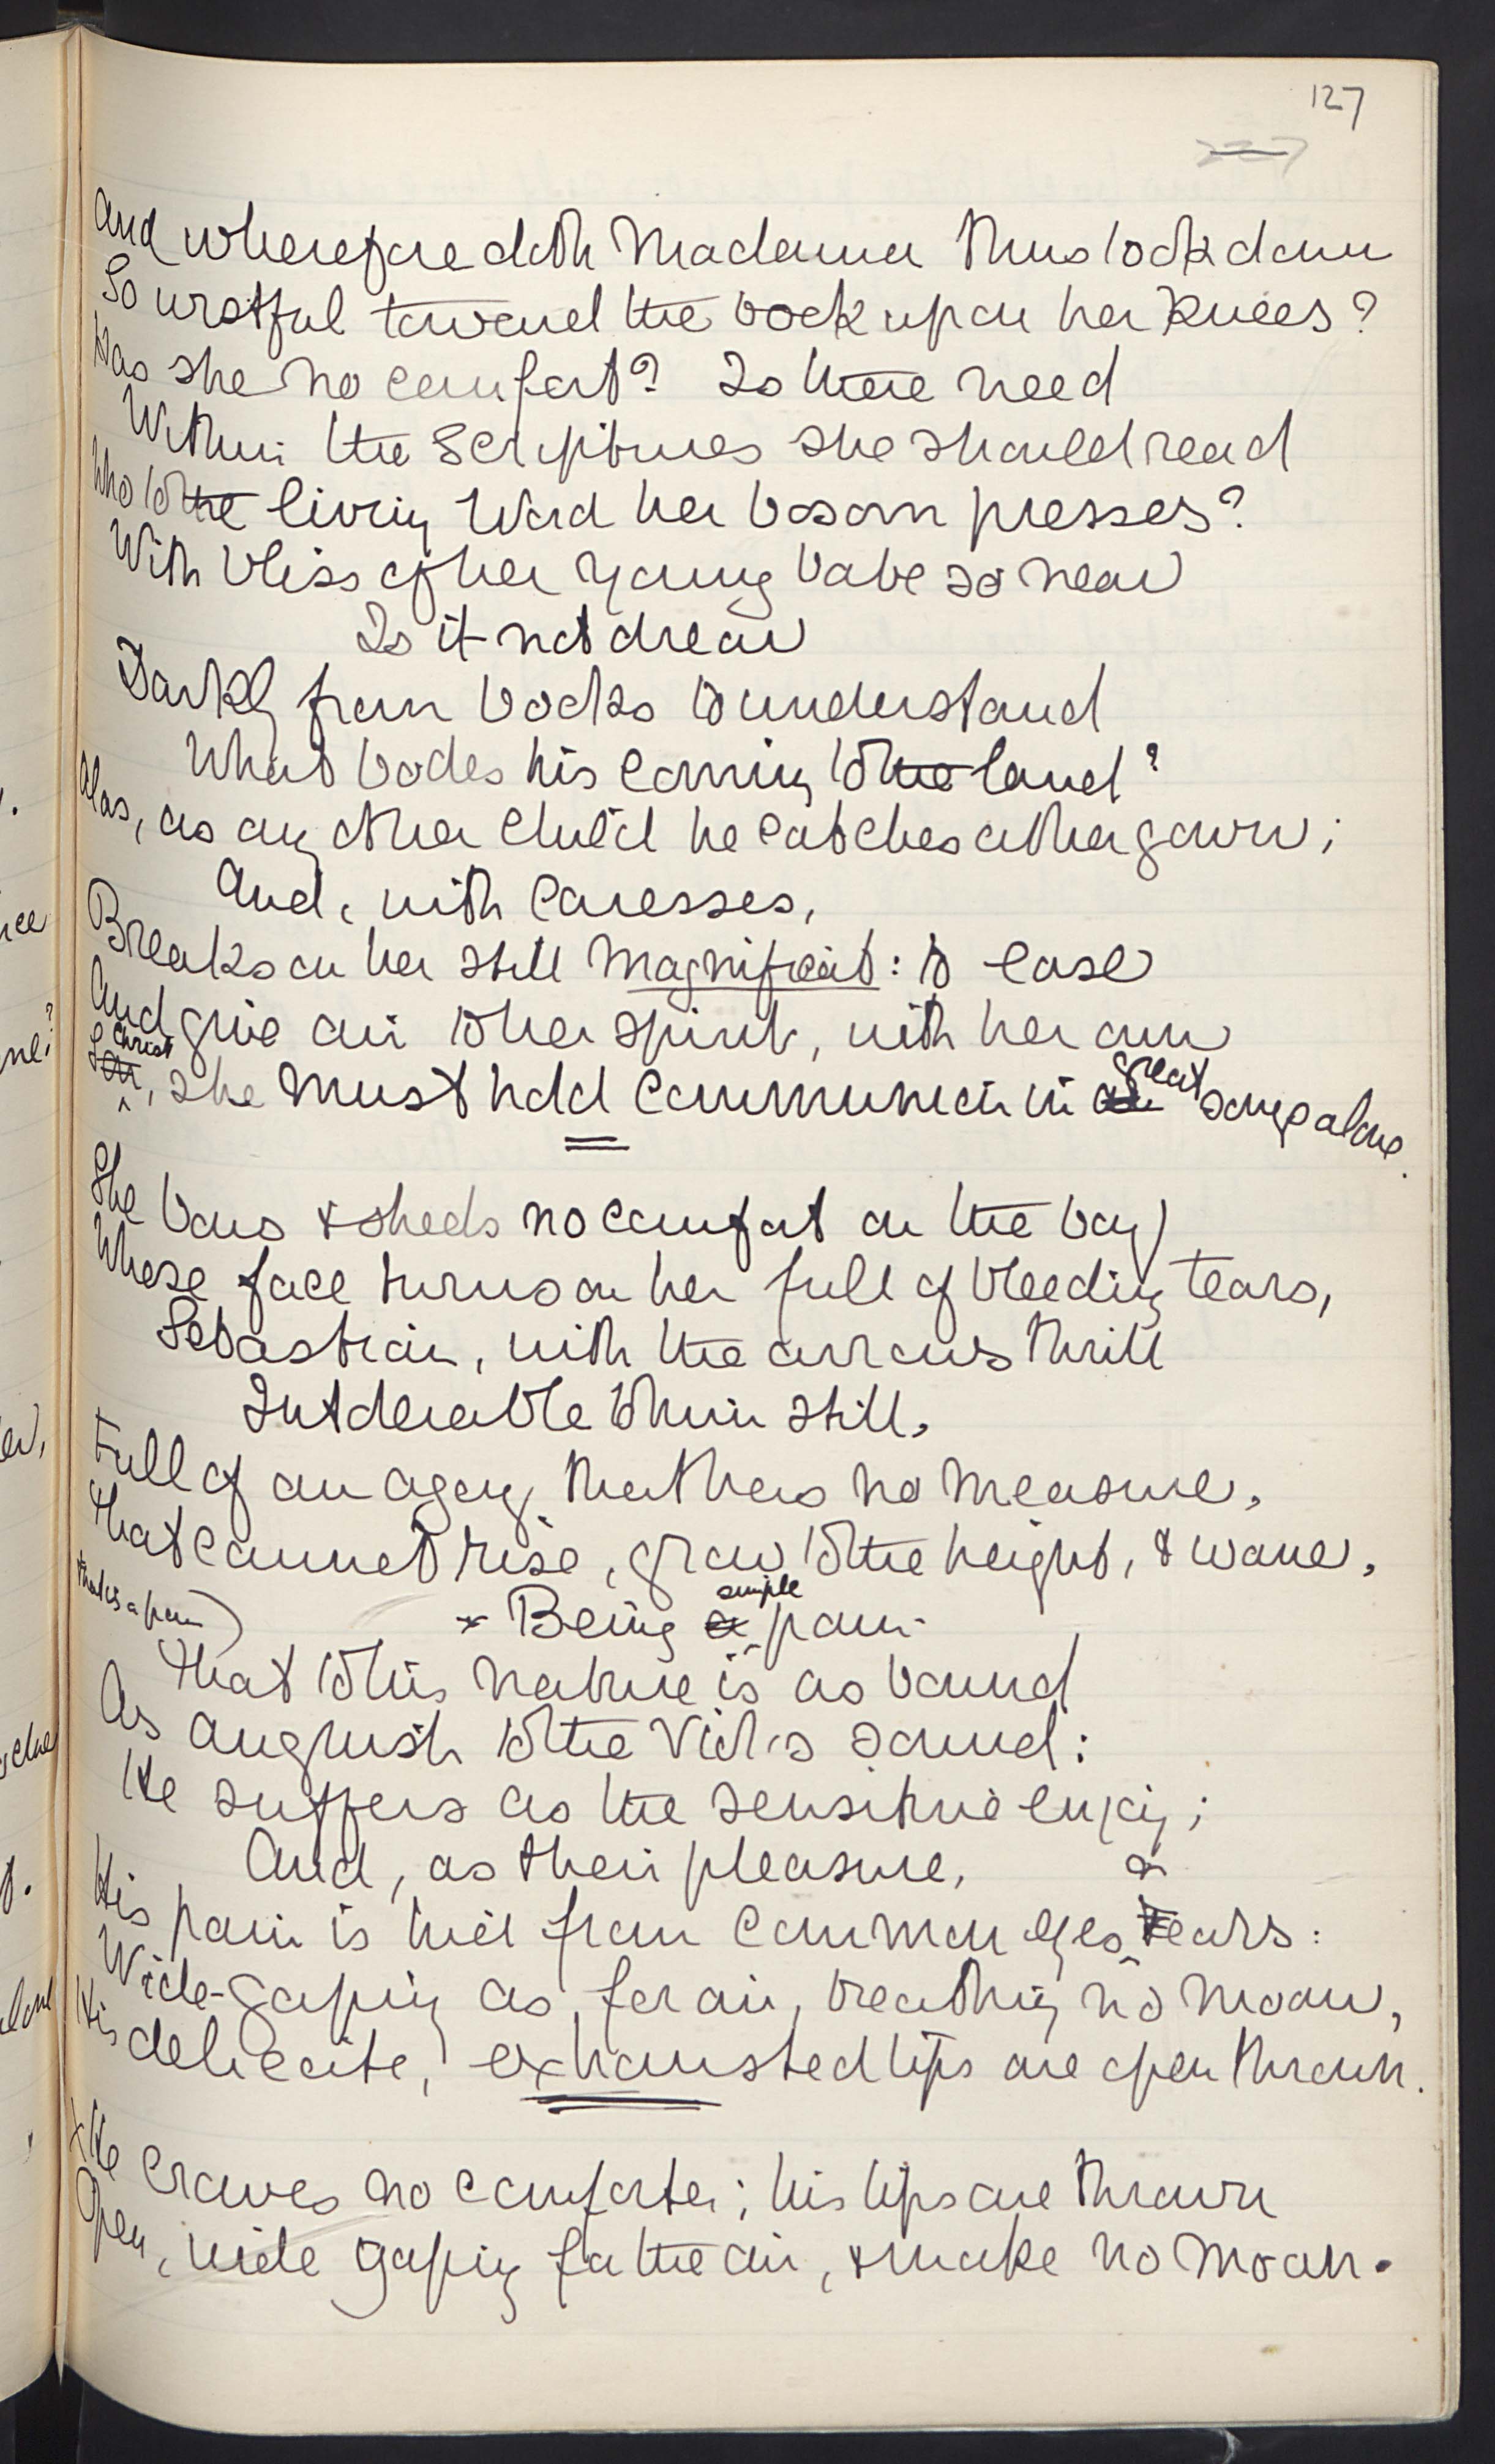 127
And wherefore doth Madonna thus look down
So wistful toward the book upon her knees?
Has she no comfort? Is there need
Within the Scriptures she should read
Who to the living Word her bosom presses?
With bliss of her young babe so near
Is it not drear
Darkly from books to understand
What bodes his coming to the land?
Alas, as any other child he catches at her gown;
And, with caresses,
Breaks on her still Magnificat: to ease
And give air to her spirit, with her own
Christ
great
, she must hold communion in song alone.
She bows & sheds no comfort on the boy
Whose face turns on her full of bleeding tears,
Sebastian, with the arrows' thrill
Intolerable to him still,
Full of an agony that has no measure,
That cannot rise, grow to the height, & wane,
simple
that is a pain) × Being a pain
That to his nature is as bound
As anguish to the viol's sound:
He suffers as the sensitive enjoy;
And, as their pleasure,
or
His pain is hid from common eyes ears:
Wide-gaping as for air, breathing no moan,
His delicate, exhausted lips are open thrown.
× He craves no comforter; his lips are thrown
Open, wide gaping for the air, & make no moan.